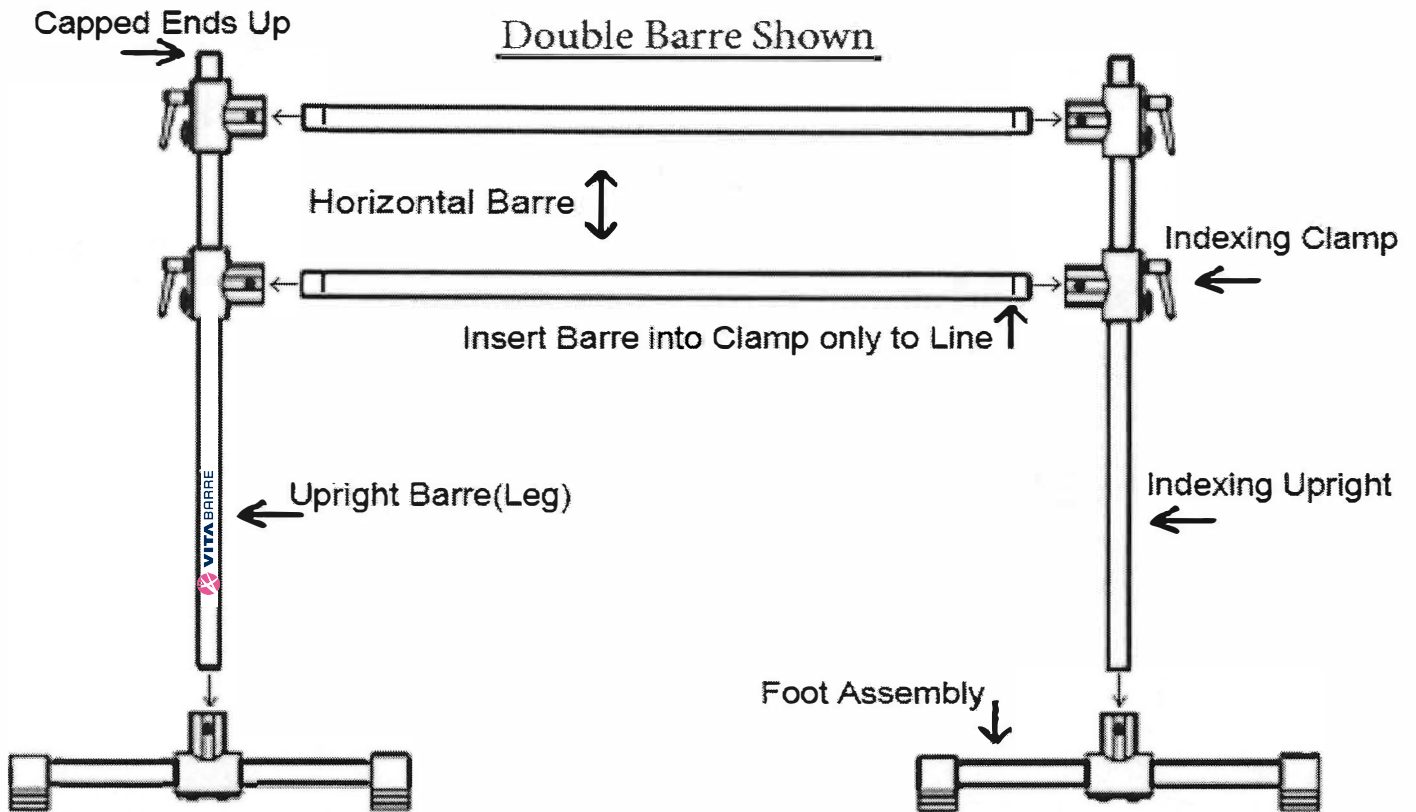 Capped Ends Up
Double Barre Shown
Horizontal Barre
Indexing Clamp
Insert Barre into Clamp only to Line
Upright Barre(Leg)
Indexing Upright
VITABARRE
Foot Assembly